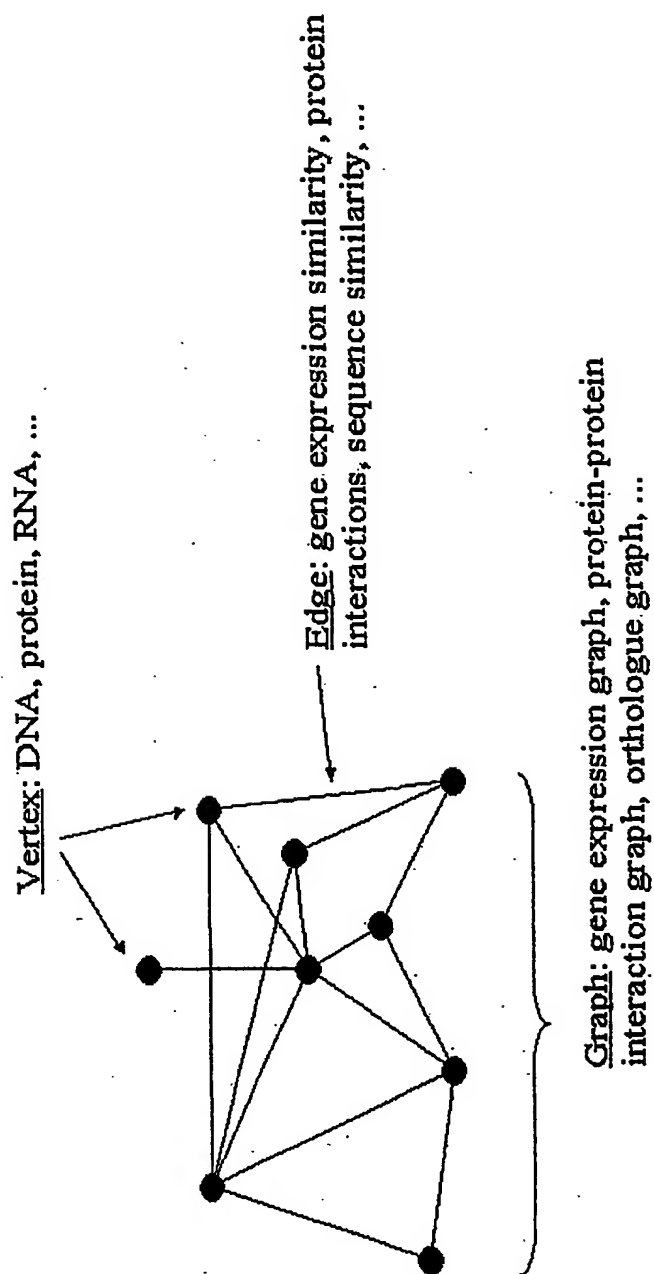 Vertex: DNA, protein, RNA, ...
Edge: gene expression similarity, protein
interactions, sequence similarity, ...
Graph: gene expression graph, protein-protein
interaction graph, orthologue graph, ...